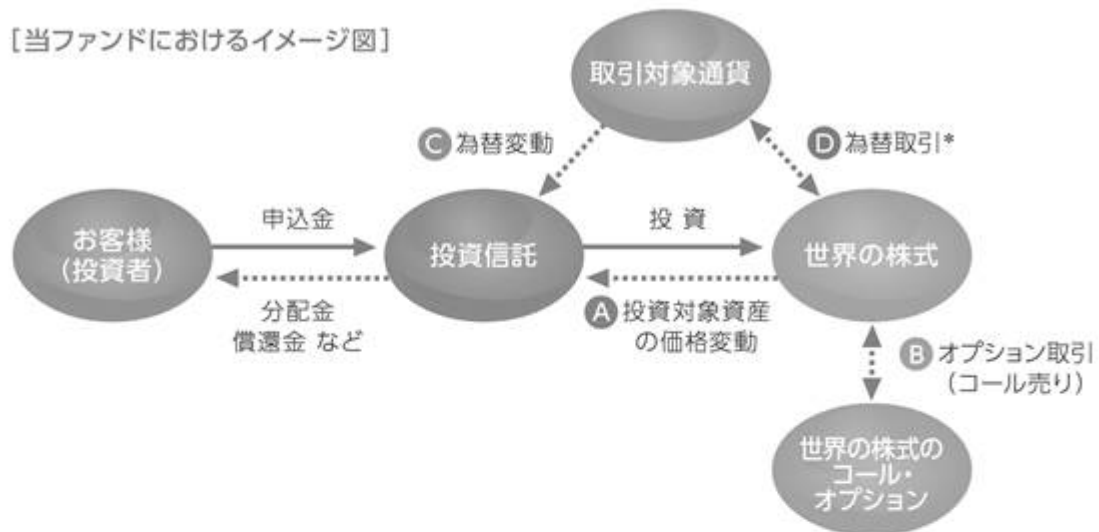 [当ファンドにおけるイメージ図]
取引対象通貨
C 為替変動
D 為替取引*
お客様
(投資者)
申込金
分配金
償還金 など
投資信託
投 資
A 投資対象資産
の価格変動
世界の株式
B オプション取引
(コール売り)
世界の株式の
コール・
オプション